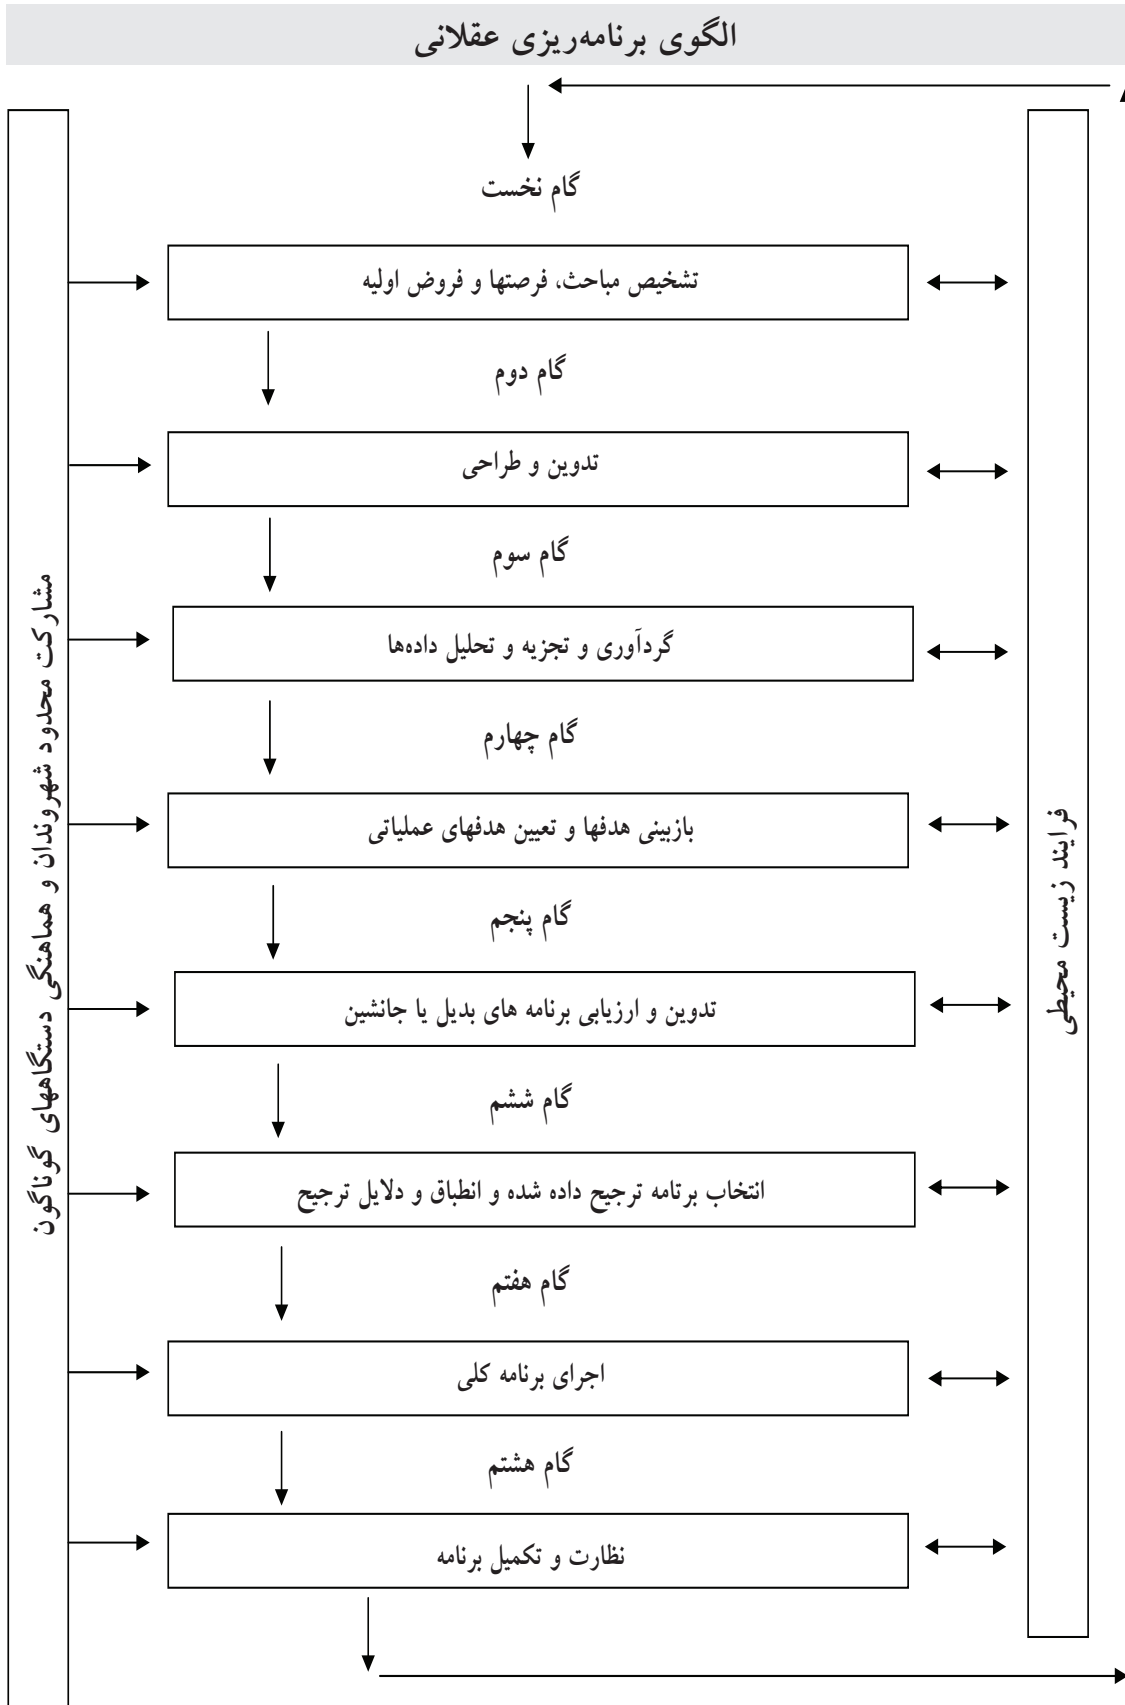 الگوی برنامه‌ریزی عقلانی
گام نخست
تشخیص مباحث، فرصتها و فروض اولیه
گام دوم
تدوین و طراحی
گام سوم
گردآوری و تجزیه و تحلیل داده‌ها
گام چهارم
بازبینی هدفها و تعیین هدفهای عملیاتی
گام پنجم
تدوین و ارزیابی برنامه های بدیل یا جانشین
گام ششم
انتخاب برتامه ترجیح داده شده و انطباق و دلایل ترجیح
گام هفتم
اجرای برنامه کلی
گام هشتم
نظارت و تکمیل برنامه
فرایند زیست محیطی
مشارکت محدود شهروندان و هماهنگی دستگاههای گوناگون